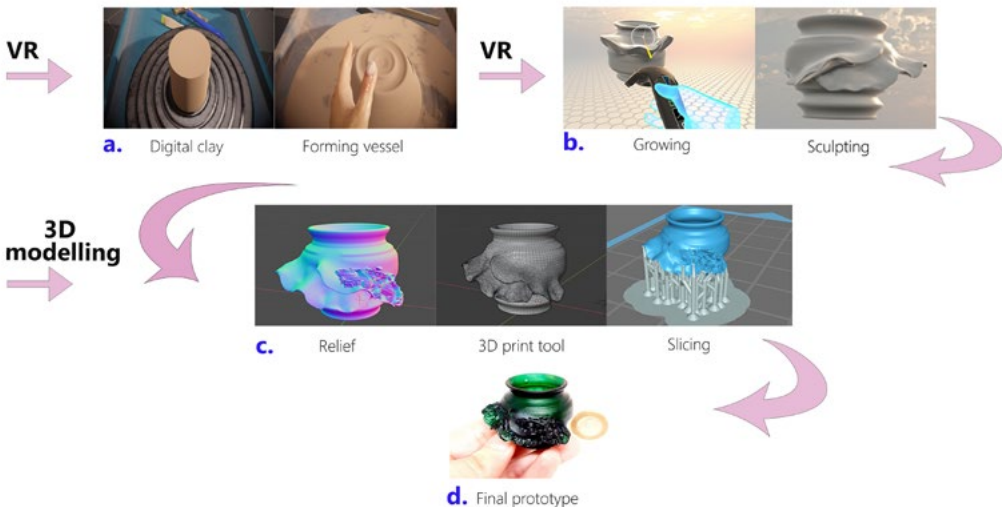 VR
VR
a. Digital clay Forming vessel
b. Growing Sculpting
3D
modelling
c. Relief 3D print tool Slicing
d. Final prototype